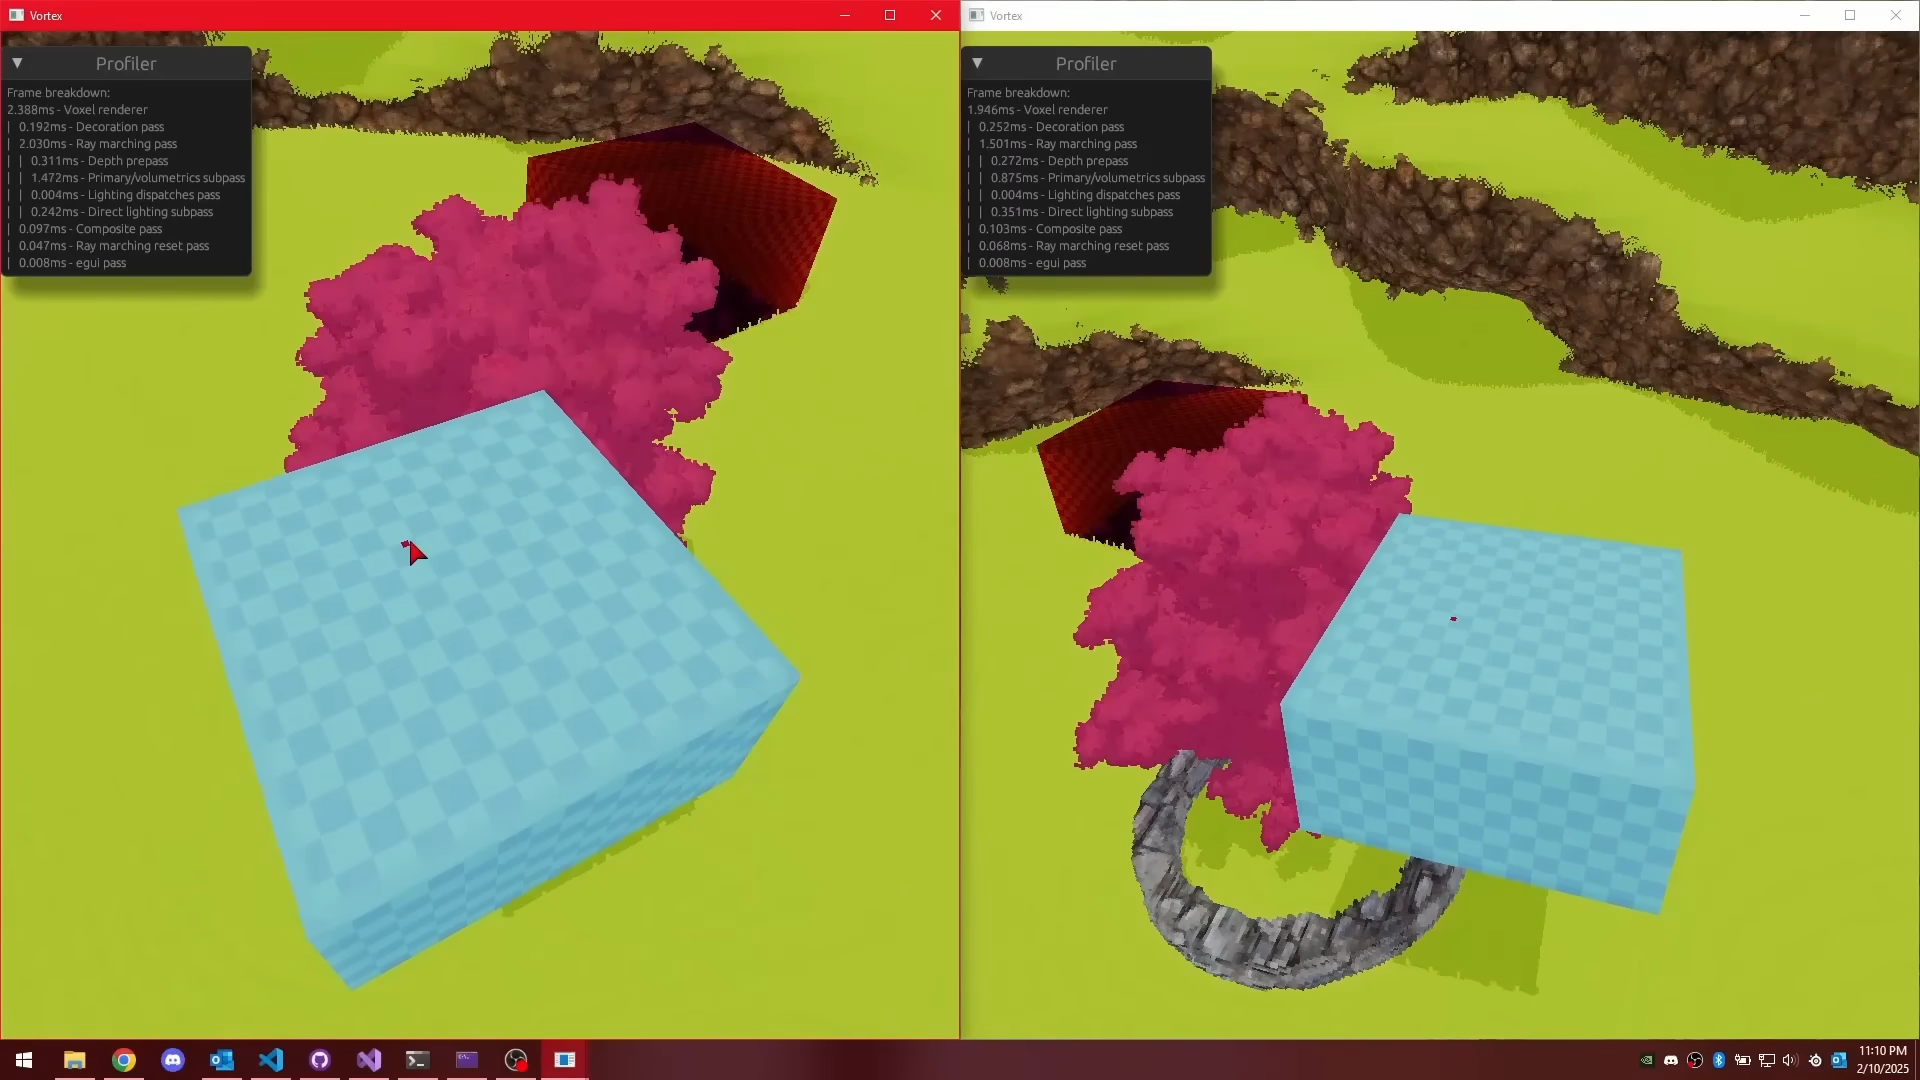 Vortex
Profiler
Frame breakdown:
2.388ms - Voxel renderer
| 0.192ms - Decoration pass
| 2.030ms - Ray marching pass
| | 0.311ms - Depth prepass
| | 1.472ms - Primary/volumetrics subpass
| | 0.004ms - Lighting dispatches pass
| | 0.242ms - Direct lighting subpass
| 0.097ms - Composite pass
| 0.047ms - Ray marching reset pass
| 0.008ms - egui pass
Vortex
Profiler
Frame breakdown:
1.946ms - Voxel renderer
| 0.252ms - Decoration pass
| 1.501ms - Ray marching pass
| | 0.272ms - Depth prepass
| | 0.875ms - Primary/volumetrics subpass
| | 0.004ms - Lighting dispatches pass
| | 0.351ms - Direct lighting subpass
| 0.103ms - Composite pass
| 0.068ms - Ray marching reset pass
| 0.008ms - egui pass
11:10 PM
2/10/2025